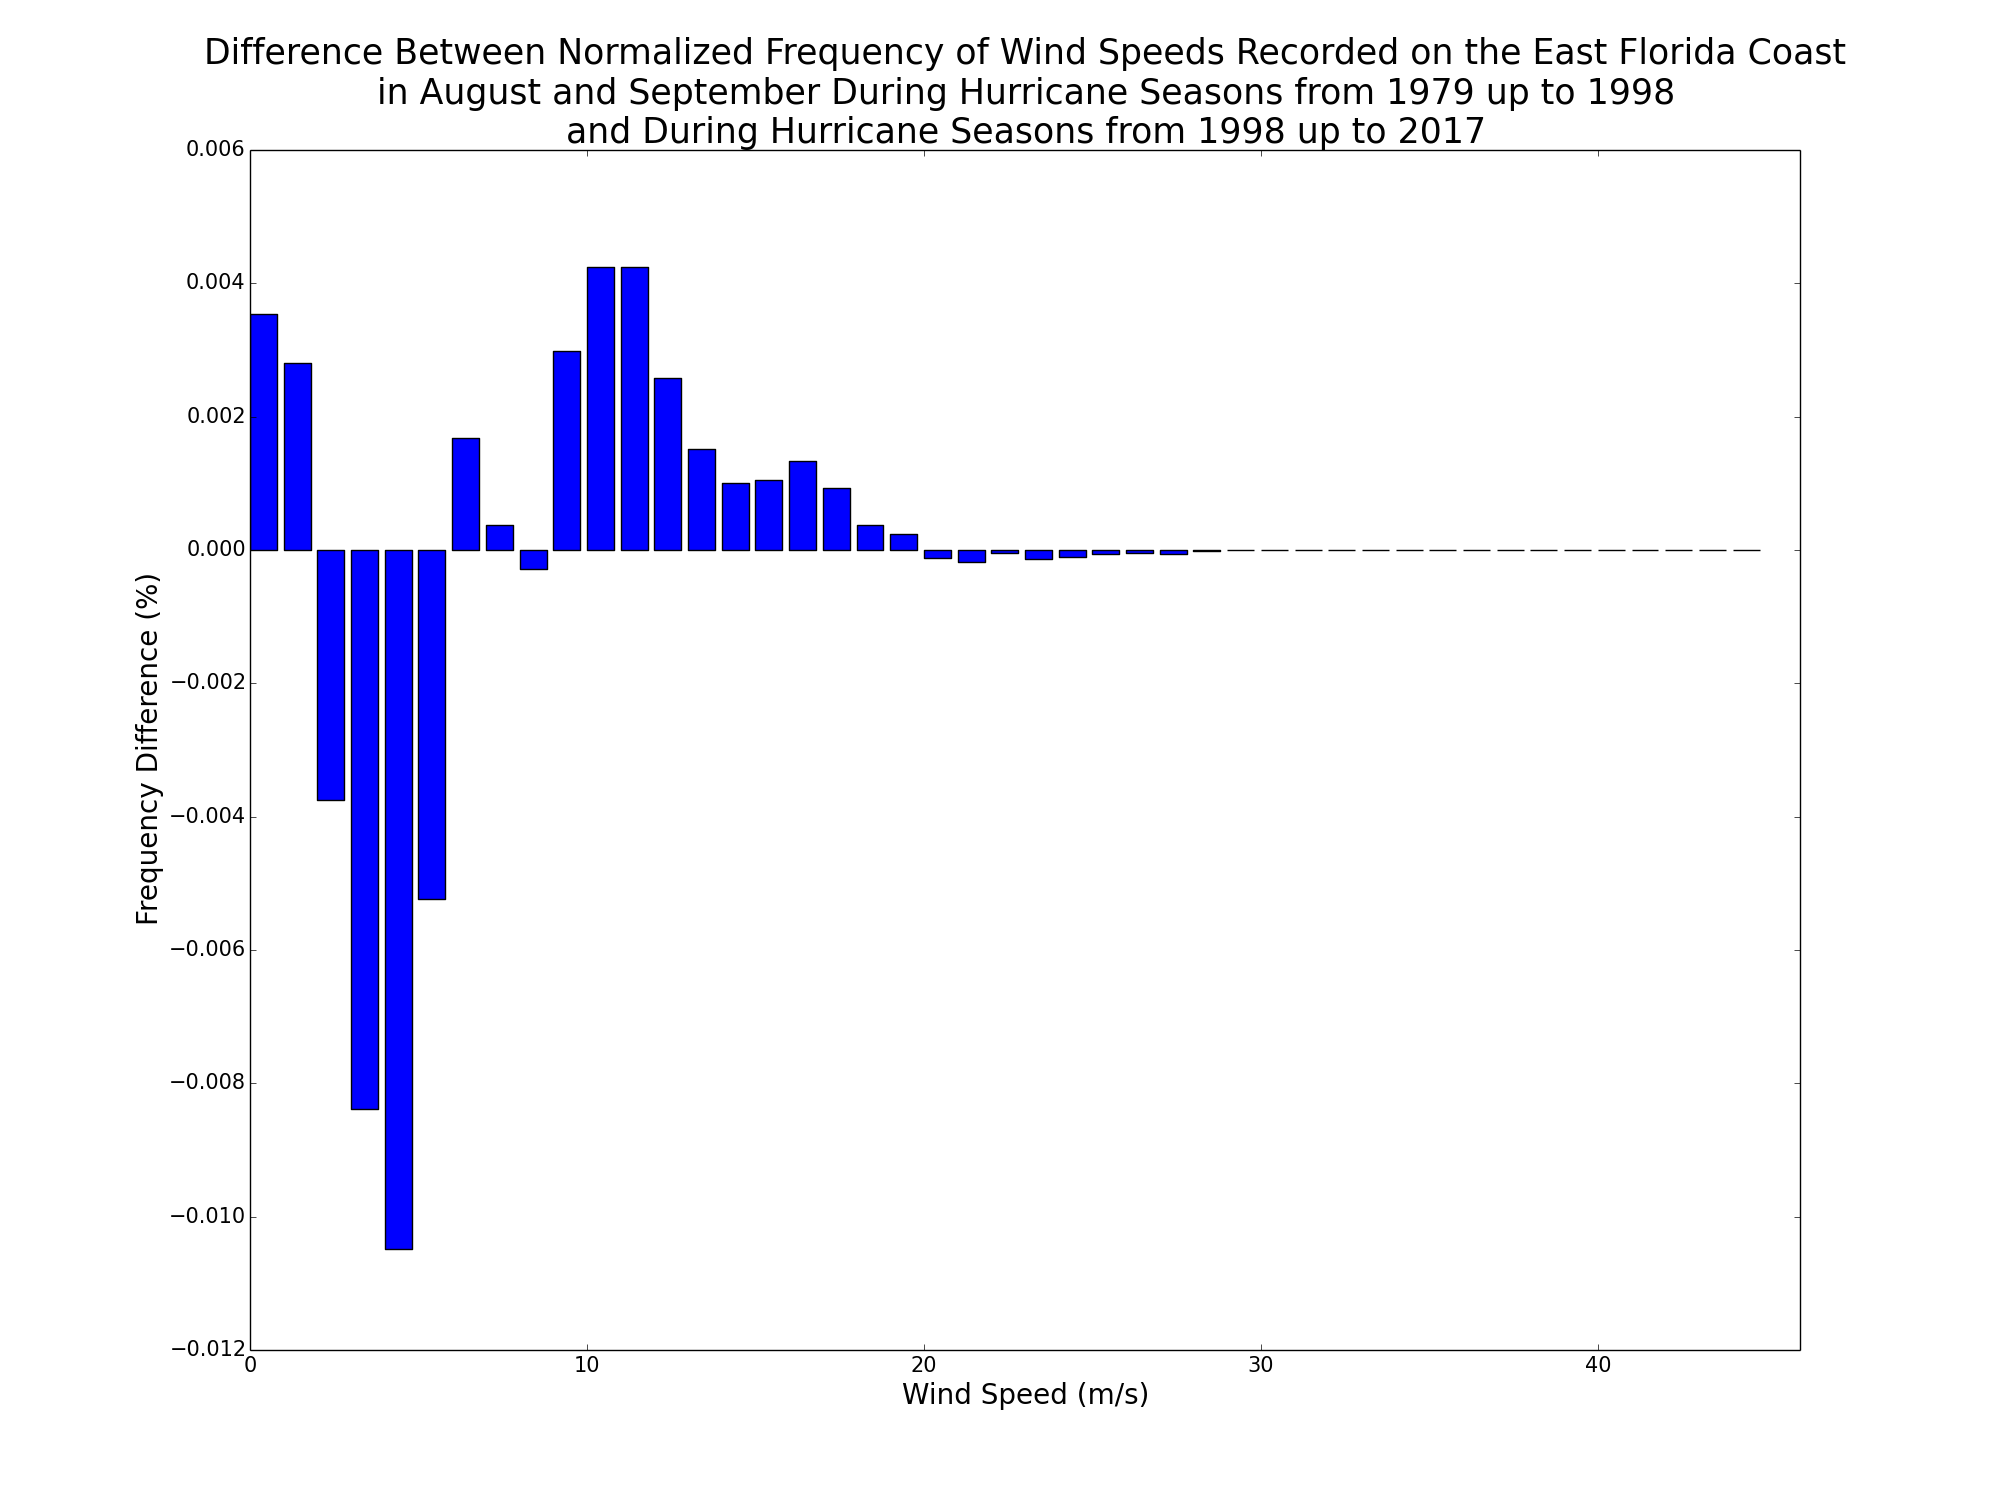 Difference Between Normalized Frequency of Wind Speeds Recorded on the East Florida Coast
in August and September During Hurricane Seasons from 1979 up to 1998
and During Hurricane Seasons from 1998 up to 2017
0.006
0.004
0.002
0.000
−0.002
−0.004
−0.006
−0.008
−0.010
−0.012
Frequency Difference (%)
0 10 20 30 40
Wind Speed (m/s)